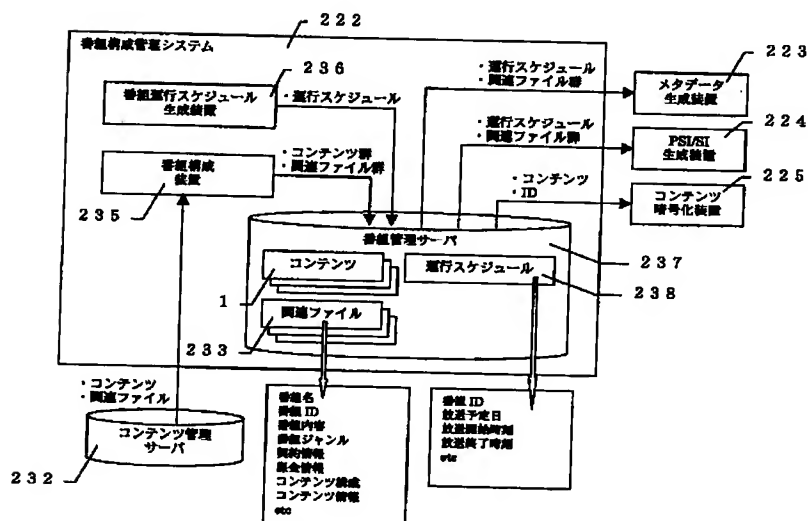 ２２２
番組構成管理システム
２３６
番組運行スケジュール
生成装置
・運行スケジュール
・運行スケジュール
・関連ファイル群
２２３
メタデータ
生成装置
・運行スケジュール
・関連ファイル群
２２４
PSI/SI
生成装置
番組構成
装置
２３５
・コンテンツ群
・関連ファイル群
・コンテンツ
・ID
２２５
コンテンツ
暗号化装置
番組管理サーバ
２３７
コンテンツ
１
運行スケジュール
２３８
関連ファイル
２３３
・コンテンツ
・関連ファイル
コンテンツ管理
サーバ
２３２
番組名
番組ID
番組内容
番組ジャンル
契約情報
課金情報
コンテンツ構成
コンテンツ情報
etc
番組ID
放送予定日
放送開始時刻
放送終了時刻
etc